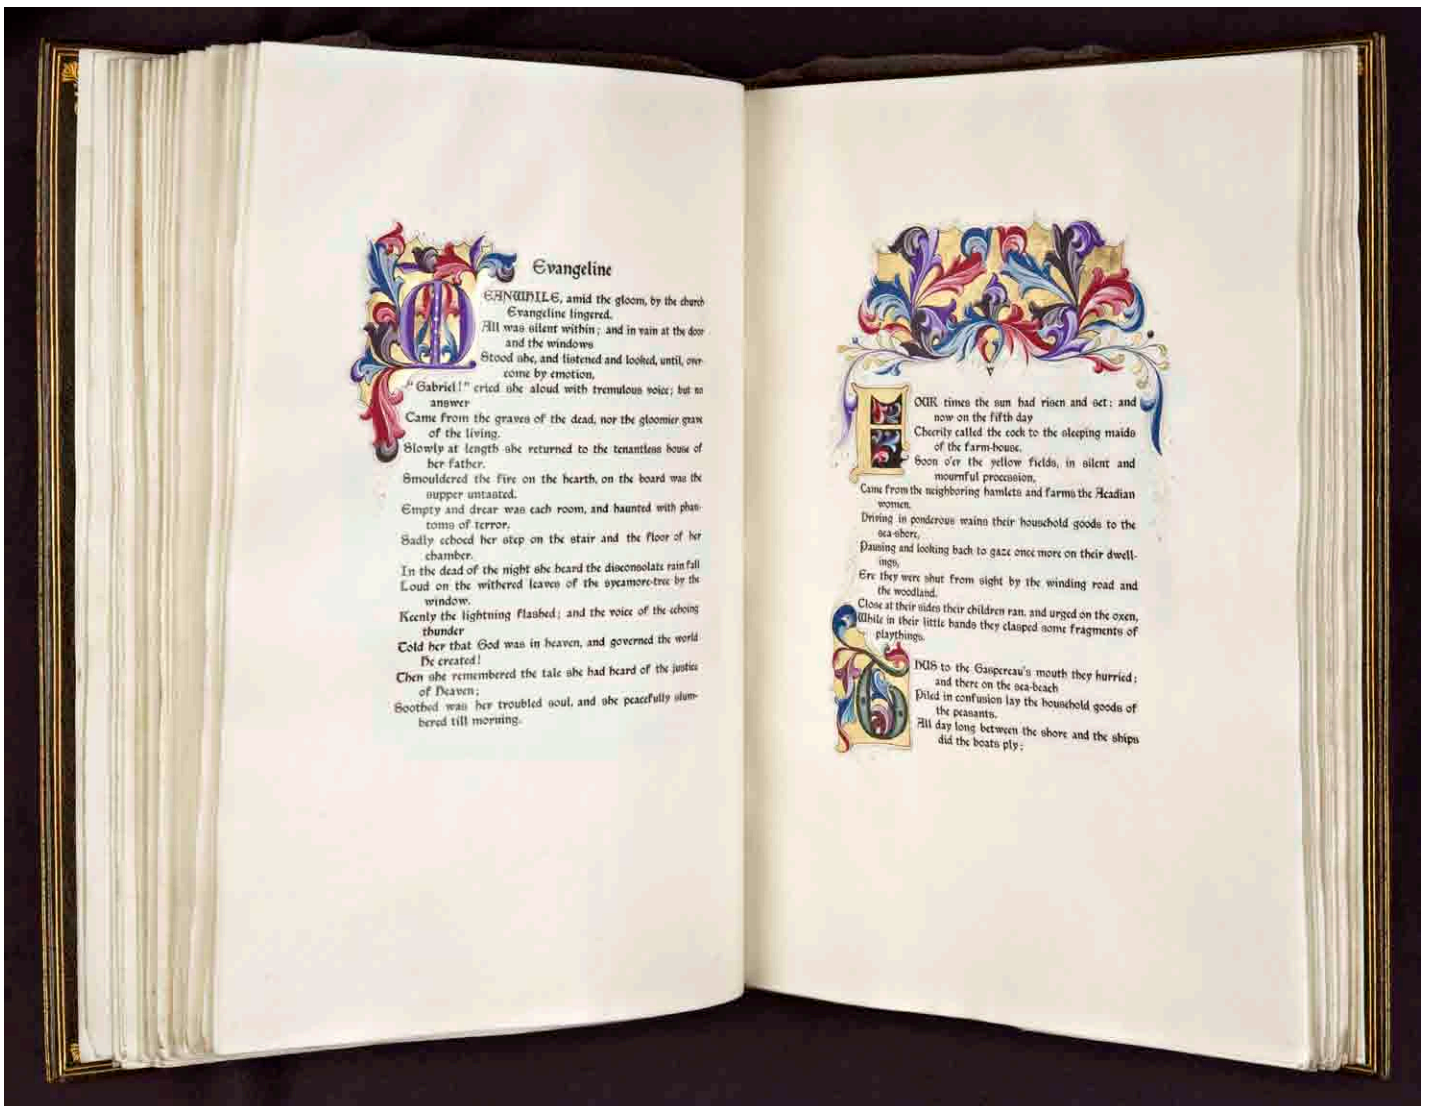 Evangeline
MEANWHILE, amid the gloom, by the church
Evangeline lingered.
All was silent within; and in vain at the door
and the windows
Stood she, and listened and looked, until, over-
come by emotion,
"Gabriel!" cried she aloud with tremulous voice; but no
answer
Came from the graves of the dead, nor the gloomier grave
of the living.
Slowly at length she returned to the tenantless house of
her father.
Smouldered the fire on the hearth, on the board was the
supper untasted.
Empty and drear was each room, and haunted with phan-
toms of terror.
Sadly echoed her step on the stair and the floor of her
chamber.
In the dead of the night she heard the disconsolate rain fall
Loud on the withered leaves of the sycamore-tree by the
window.
Keenly the lightning flashed; and the voice of the echoing
thunder
Told her that God was in heaven, and governed the world
He created!
Then she remembered the tale she had heard of the justice
of Heaven;
Soothed was her troubled soul, and she peacefully slum-
bered till morning.
FOUR times the sun had risen and set; and
now on the fifth day
Cheerily called the cock to the sleeping maids
of the farm-house.
Soon o'er the yellow fields, in silent and
mournful procession,
Came from the neighboring hamlets and farms the Acadian
women,
Driving in ponderous wains their household goods to the
sea-shore,
Pausing and looking back to gaze once more on their dwell-
ings,
Ere they were shut from sight by the winding road and
the woodland.
Close at their sides their children ran, and urged on the oxen,
While in their little hands they clasped some fragments of
playthings.
THUS to the Gaspereau's mouth they hurried;
and there on the sea-beach
Piled in confusion lay the household goods of
the peasants.
All day long between the shore and the ships
did the boats ply;